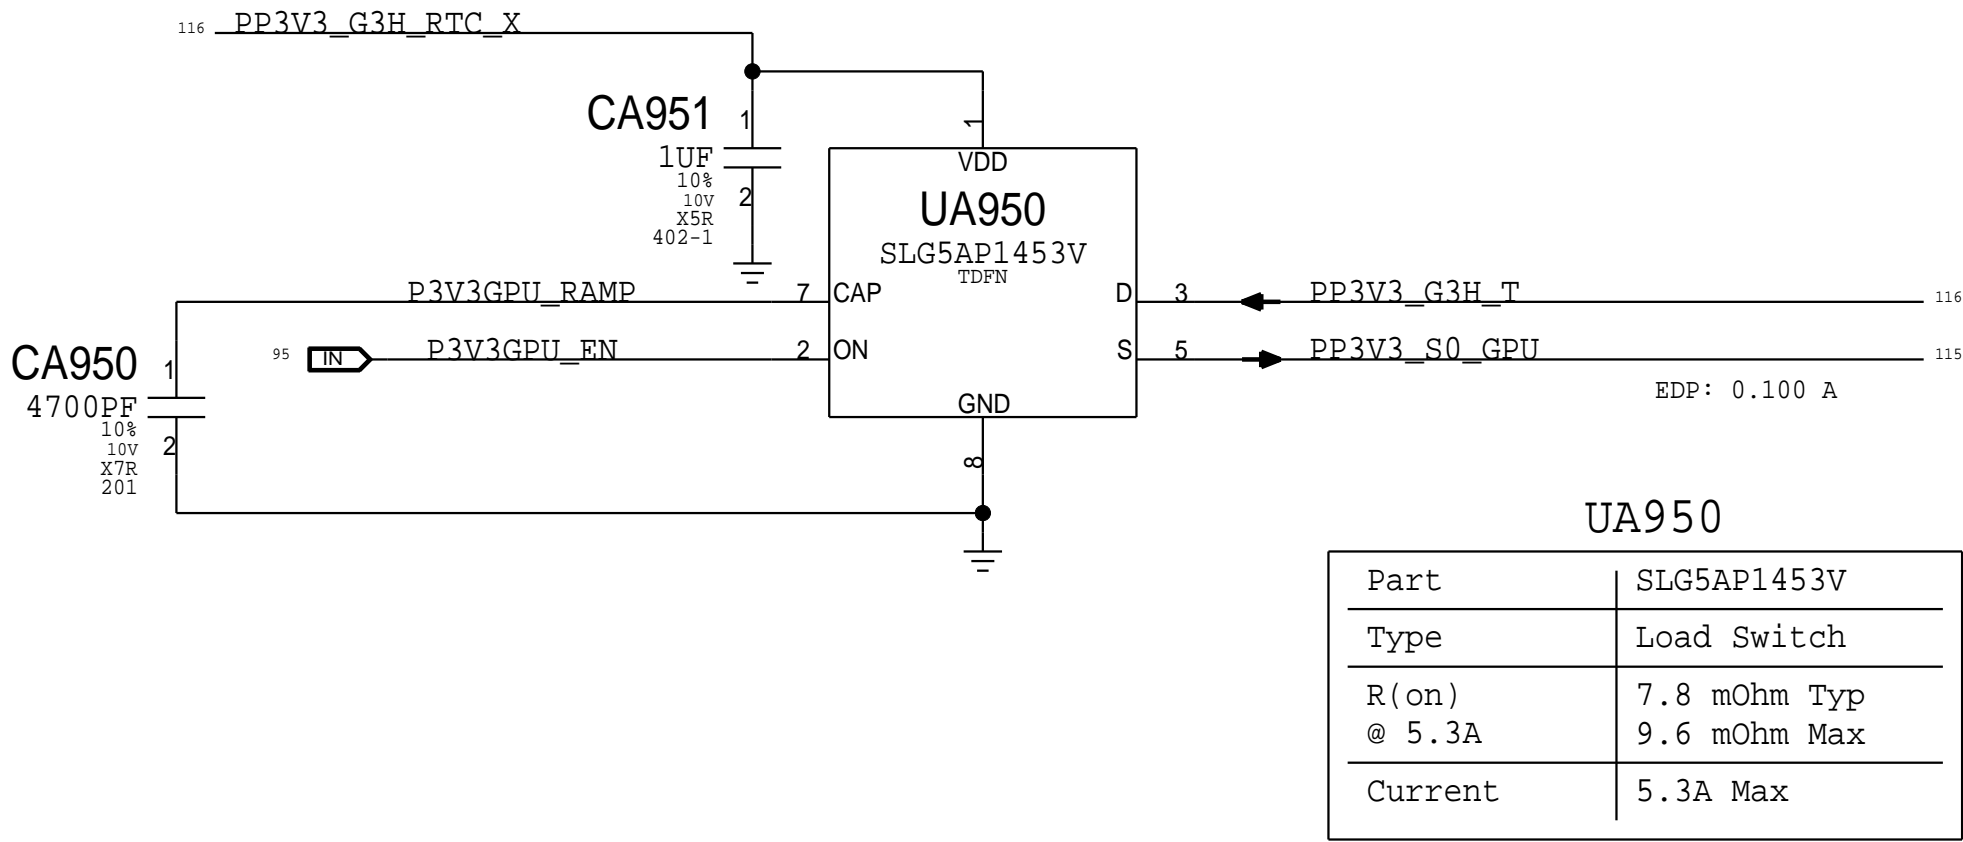 116 PP3V3_G3H_RTC_X
CA951
1
1UF
10%
10V
X5R
402-1
2
1
VDD
UA950
SLG5AP1453V
TDFN
P3V3GPU_RAMP 7 CAP
D 3 PP3V3_G3H_T 116
95 IN P3V3GPU_EN 2 ON
S 5 PP3V3_S0_GPU 115
EDP: 0.100 A
CA950
1
4700PF
10%
10V
X7R
201
2
GND
8
UA950
Part SLG5AP1453V
Type Load Switch
R(on) 7.8 mOhm Typ
@ 5.3A 9.6 mOhm Max
Current 5.3A Max